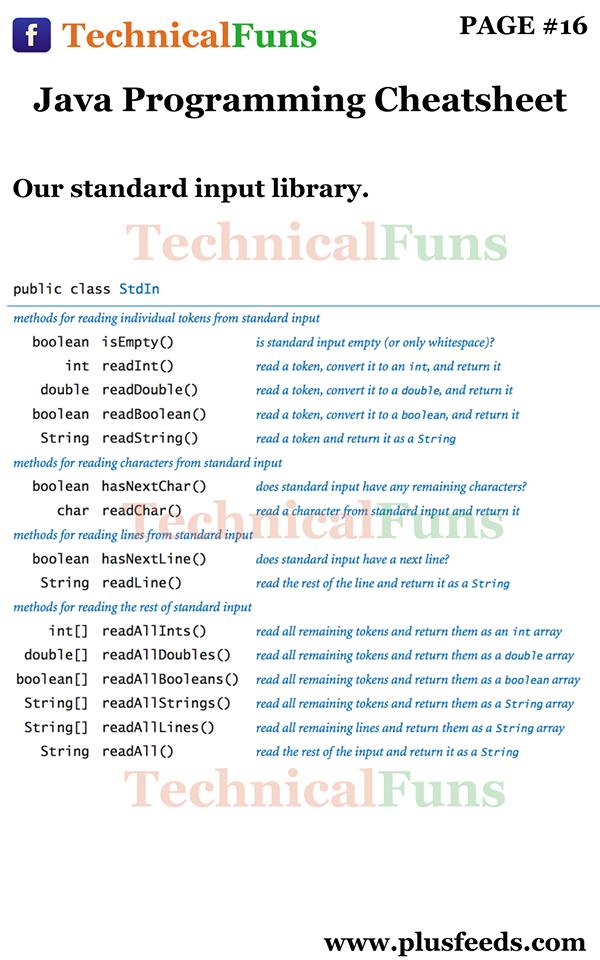 f TechnicalFuns
PAGE #16
Java Programming Cheatsheet
Our standard input library.
TechnicalFuns
public class StdIn
methods for reading individual tokens from standard input
boolean isEmpty() is standard input empty (or only whitespace)?
int readInt() read a token, convert it to an int, and return it
double readDouble() read a token, convert it to a double, and return it
boolean readBoolean() read a token, convert it to a boolean, and return it
String readString() read a token and return it as a String
methods for reading characters from standard input
boolean hasNextChar() does standard input have any remaining characters?
char readChar() read a character from standard input and return it
TechnicalFuns
methods for reading lines from standard input
boolean hasNextLine() does standard input have a next line?
String readLine() read the rest of the line and return it as a String
methods for reading the rest of standard input
int[] readAllInts() read all remaining tokens and return them as an int array
double[] readAllDoubles() read all remaining tokens and return them as a double array
boolean[] readAllBooleans() read all remaining tokens and return them as a boolean array
String[] readAllStrings() read all remaining tokens and return them as a String array
String[] readAllLines() read all remaining lines and return them as a String array
String readAll() read the rest of the input and return it as a String
TechnicalFuns
www.plusfeeds.com